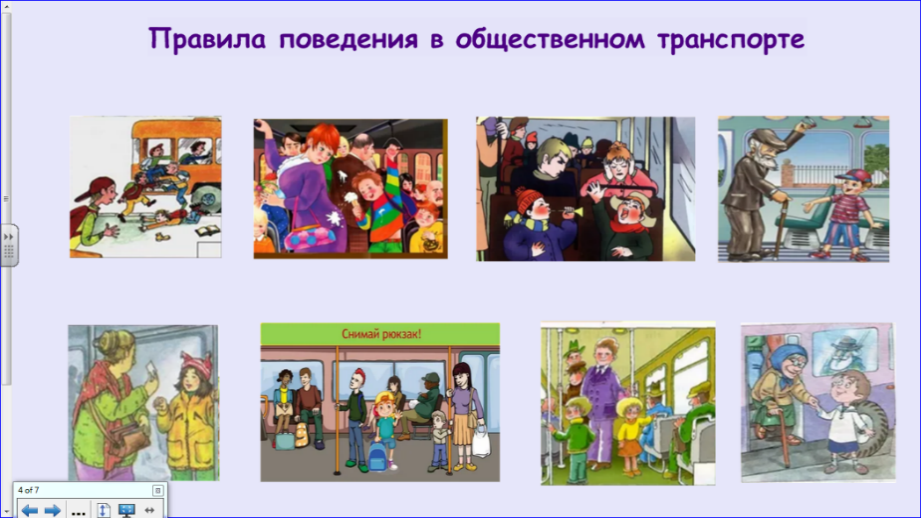 Правила поведения в общественном транспорте
Снимай рюкзак!
4 of 7
...